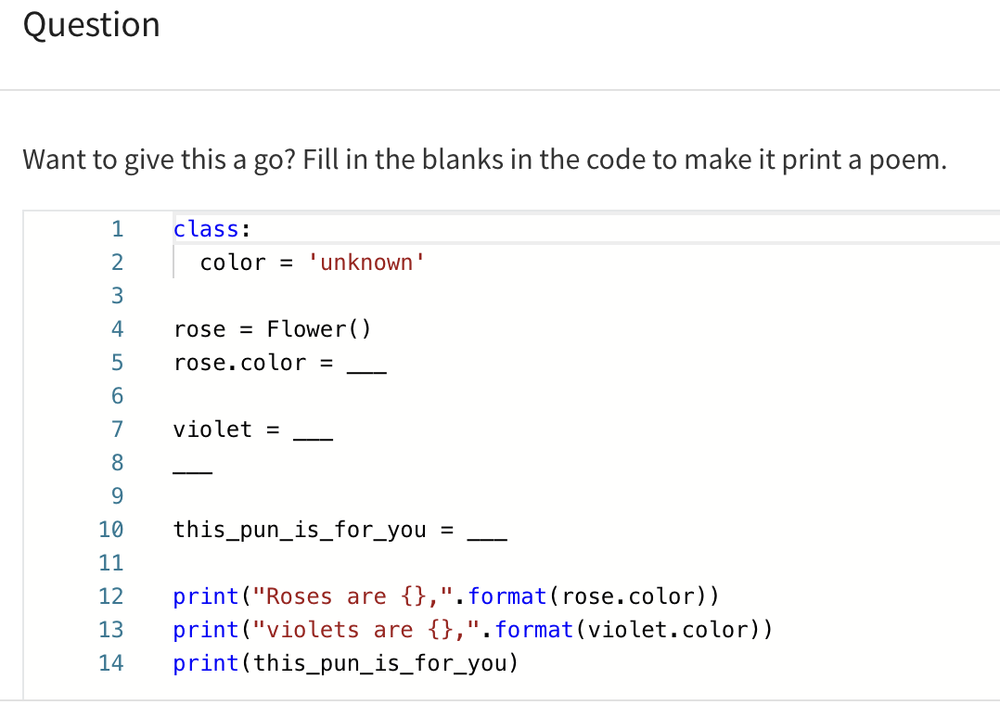 Question
Want to give this a go? Fill in the blanks in the code to make it print a poem.
1 class:
2   color = 'unknown'
3
4 rose = Flower()
5 rose.color = ___
6
7 violet = ___
8 ___
9
10 this_pun_is_for_you = ___
11
12 print("Roses are {},".format(rose.color))
13 print("violets are {},".format(violet.color))
14 print(this_pun_is_for_you)